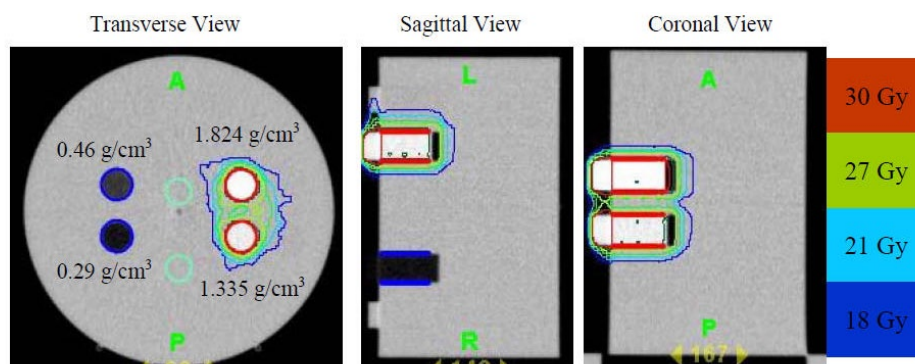 Transverse View
Sagittal View
Coronal View
A
L
A
30 Gy
0.46 g/cm³
1.824 g/cm³
27 Gy
21 Gy
0.29 g/cm³
1.335 g/cm³
P
R
P
18 Gy
167